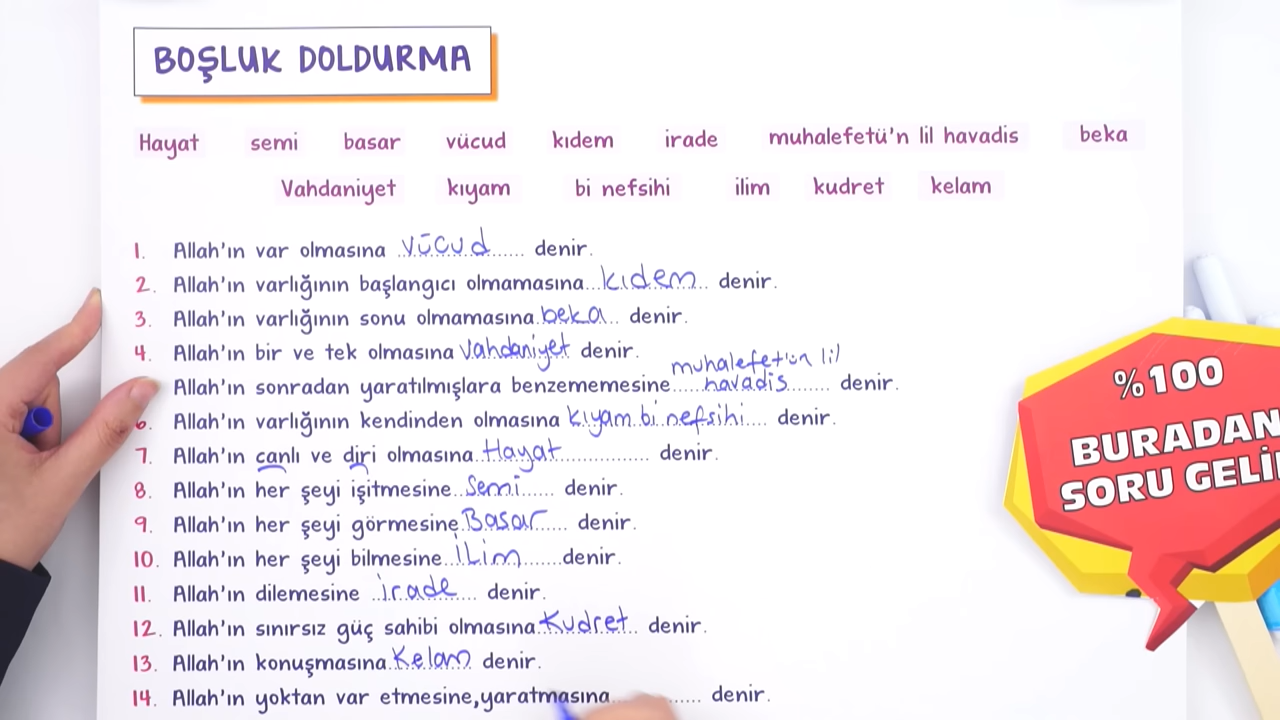 BOŞLUK DOLDURMA
Hayat semi basar vücud kıdem irade muhalefetü'n lil havadis beka
Vahdaniyet kıyam bi nefsihi ilim kudret kelam
1. Allah'ın var olmasına ..vücud...... denir.
2. Allah'ın varlığının başlangıcı olmamasına...kıdem.. denir.
3. Allah'ın varlığının sonu olmamasına.beka.. denir.
4. Allah'ın bir ve tek olmasına Vahdaniyet denir.
muhalefet'ün lil
Allah'ın sonradan yaratılmışlara benzememesine.....havadis....... denir.
6. Allah'ın varlığının kendinden olmasına kıyam bi nefsihi.... denir.
7. Allah'ın canlı ve diri olmasına..Hayat............... denir.
8. Allah'ın her şeyi işitmesine..Semi...... denir.
9. Allah'ın her şeyi görmesine.Basar..... denir.
10. Allah'ın her şeyi bilmesine...İLim.......denir.
11. Allah'ın dilemesine ..irade.... denir.
12. Allah'ın sınırsız güç sahibi olmasına.Kudret.. denir.
13. Allah'ın konuşmasına.Kelam denir.
14. Allah'ın yoktan var etmesine,yaratmasına........ denir.
%100
BURADAN
SORU